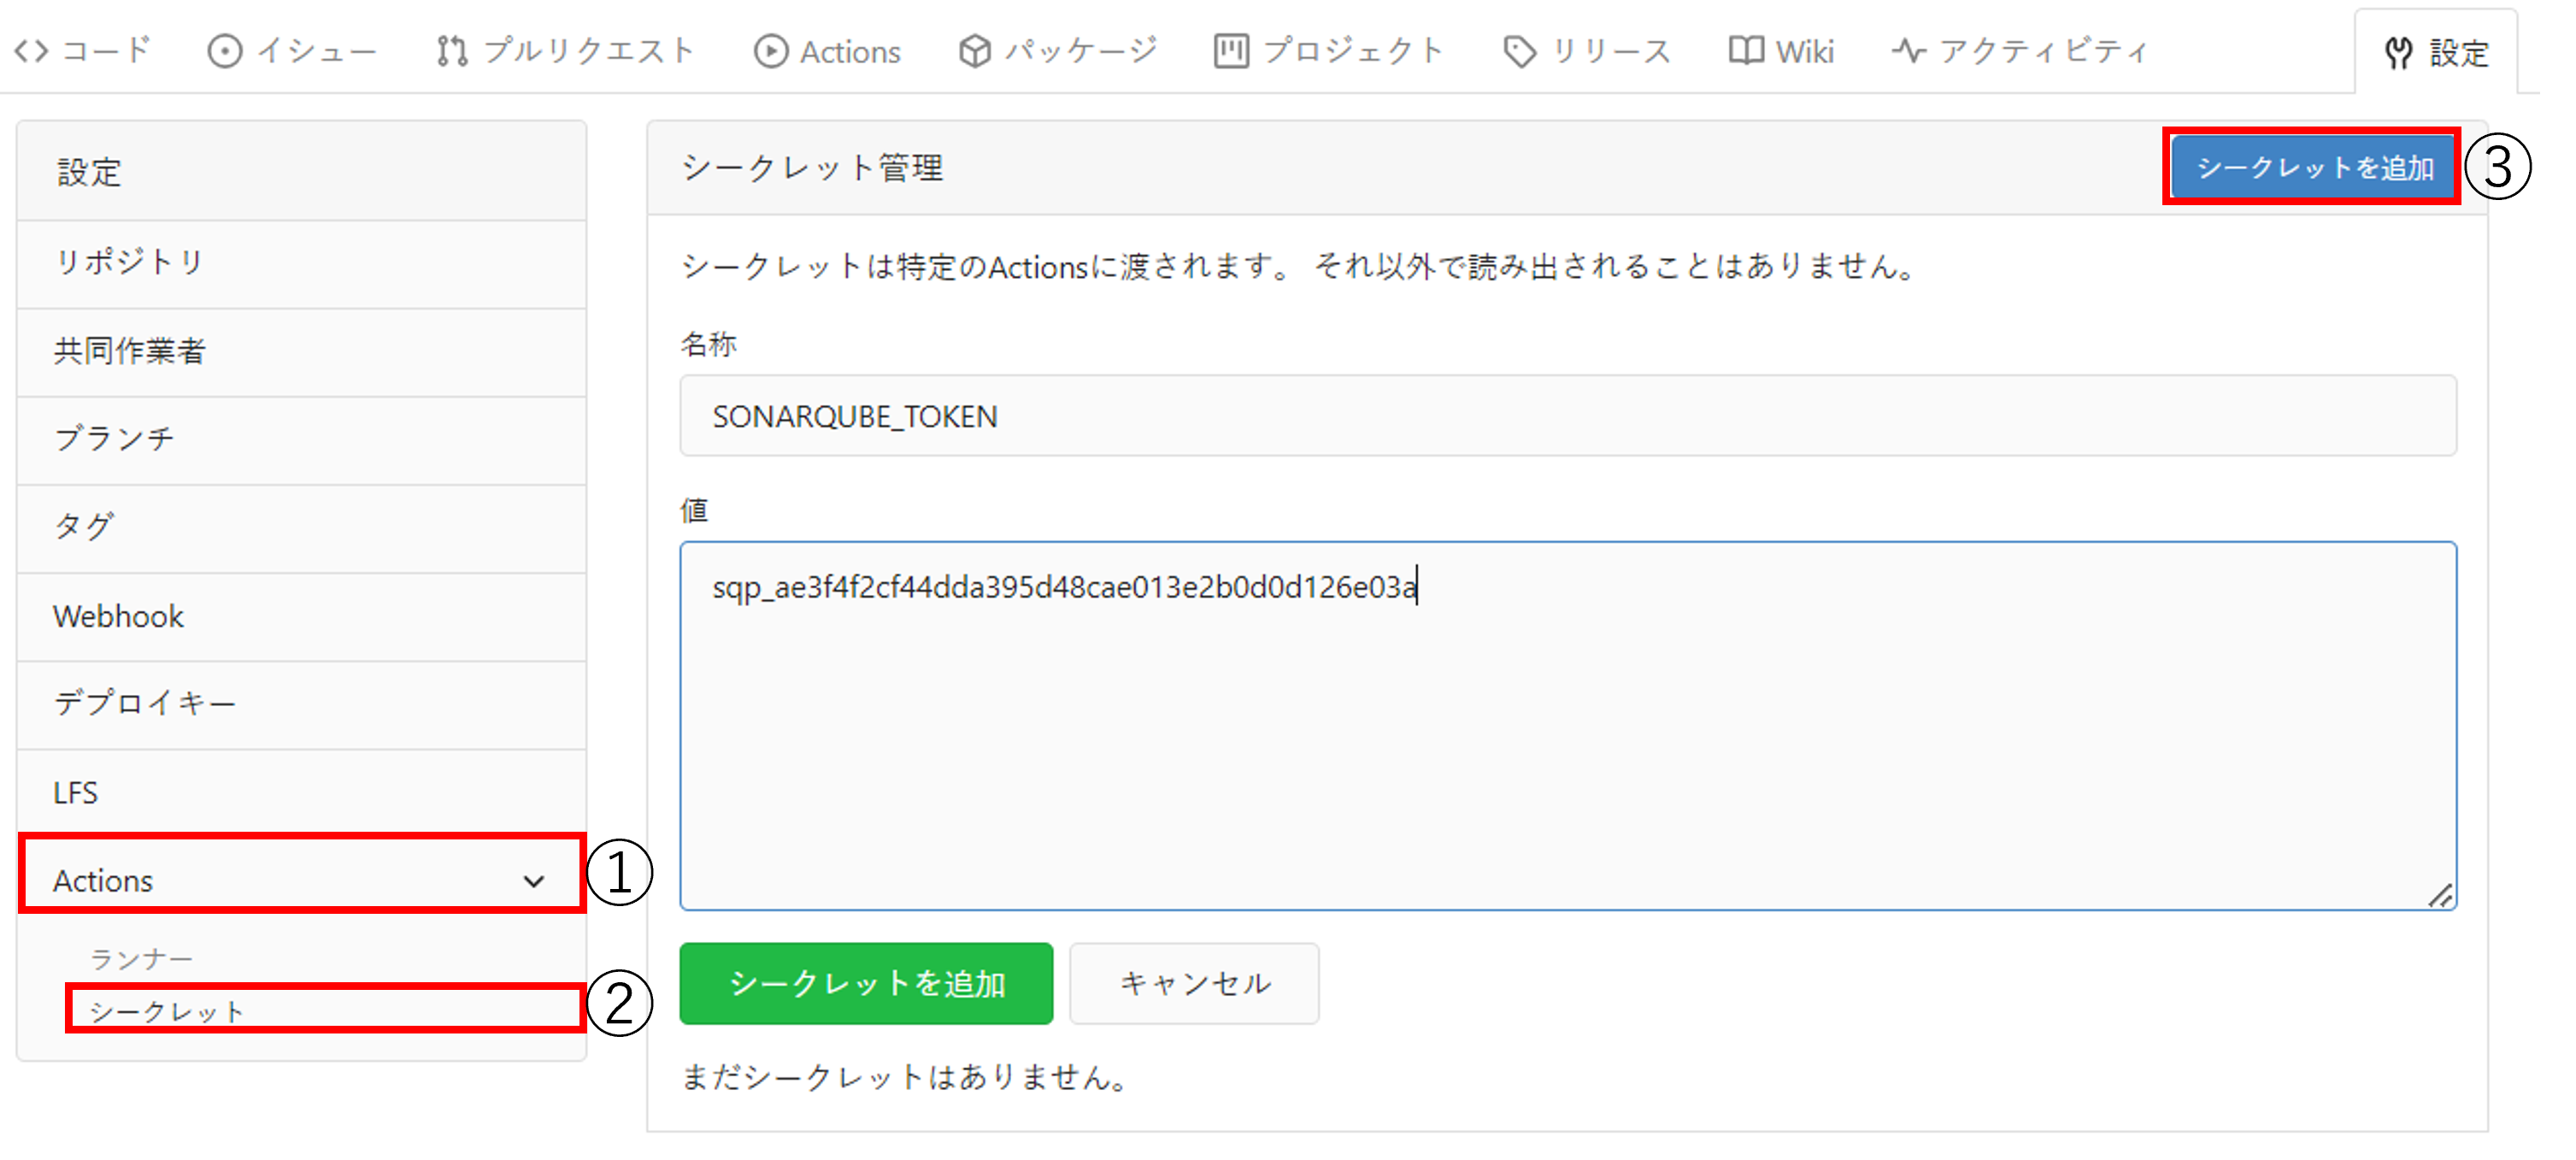 コード イシュー プルリクエスト Actions パッケージ プロジェクト リリース Wiki アクティビティ 設定
設定
リポジトリ
共同作業者
ブランチ
タグ
Webhook
デプロイキー
LFS
Actions ①
ランナー
シークレット ②
シークレット管理 シークレットを追加 ③
シークレットは特定のActionsに渡されます。 それ以外で読み出されることはありません。
名称
SONARQUBE_TOKEN
値
sqp_ae3f4f2cf44dda395d48cae013e2b0d0d126e03a
シークレットを追加 キャンセル
まだシークレットはありません。